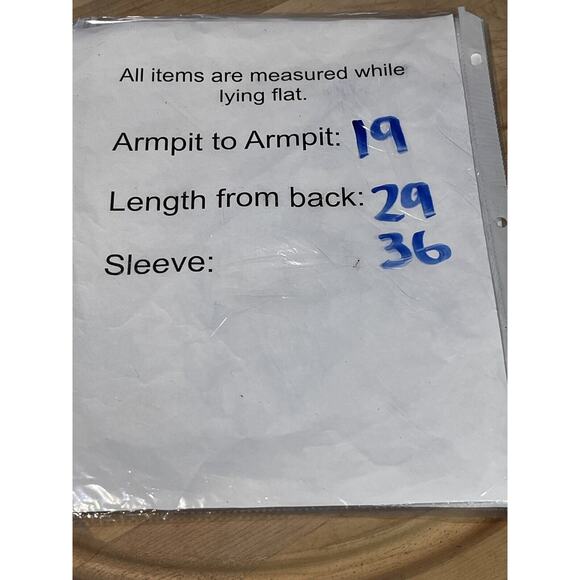 All items are measured while
lying flat.
Armpit to Armpit: 19
Length from back: 29
Sleeve: 36